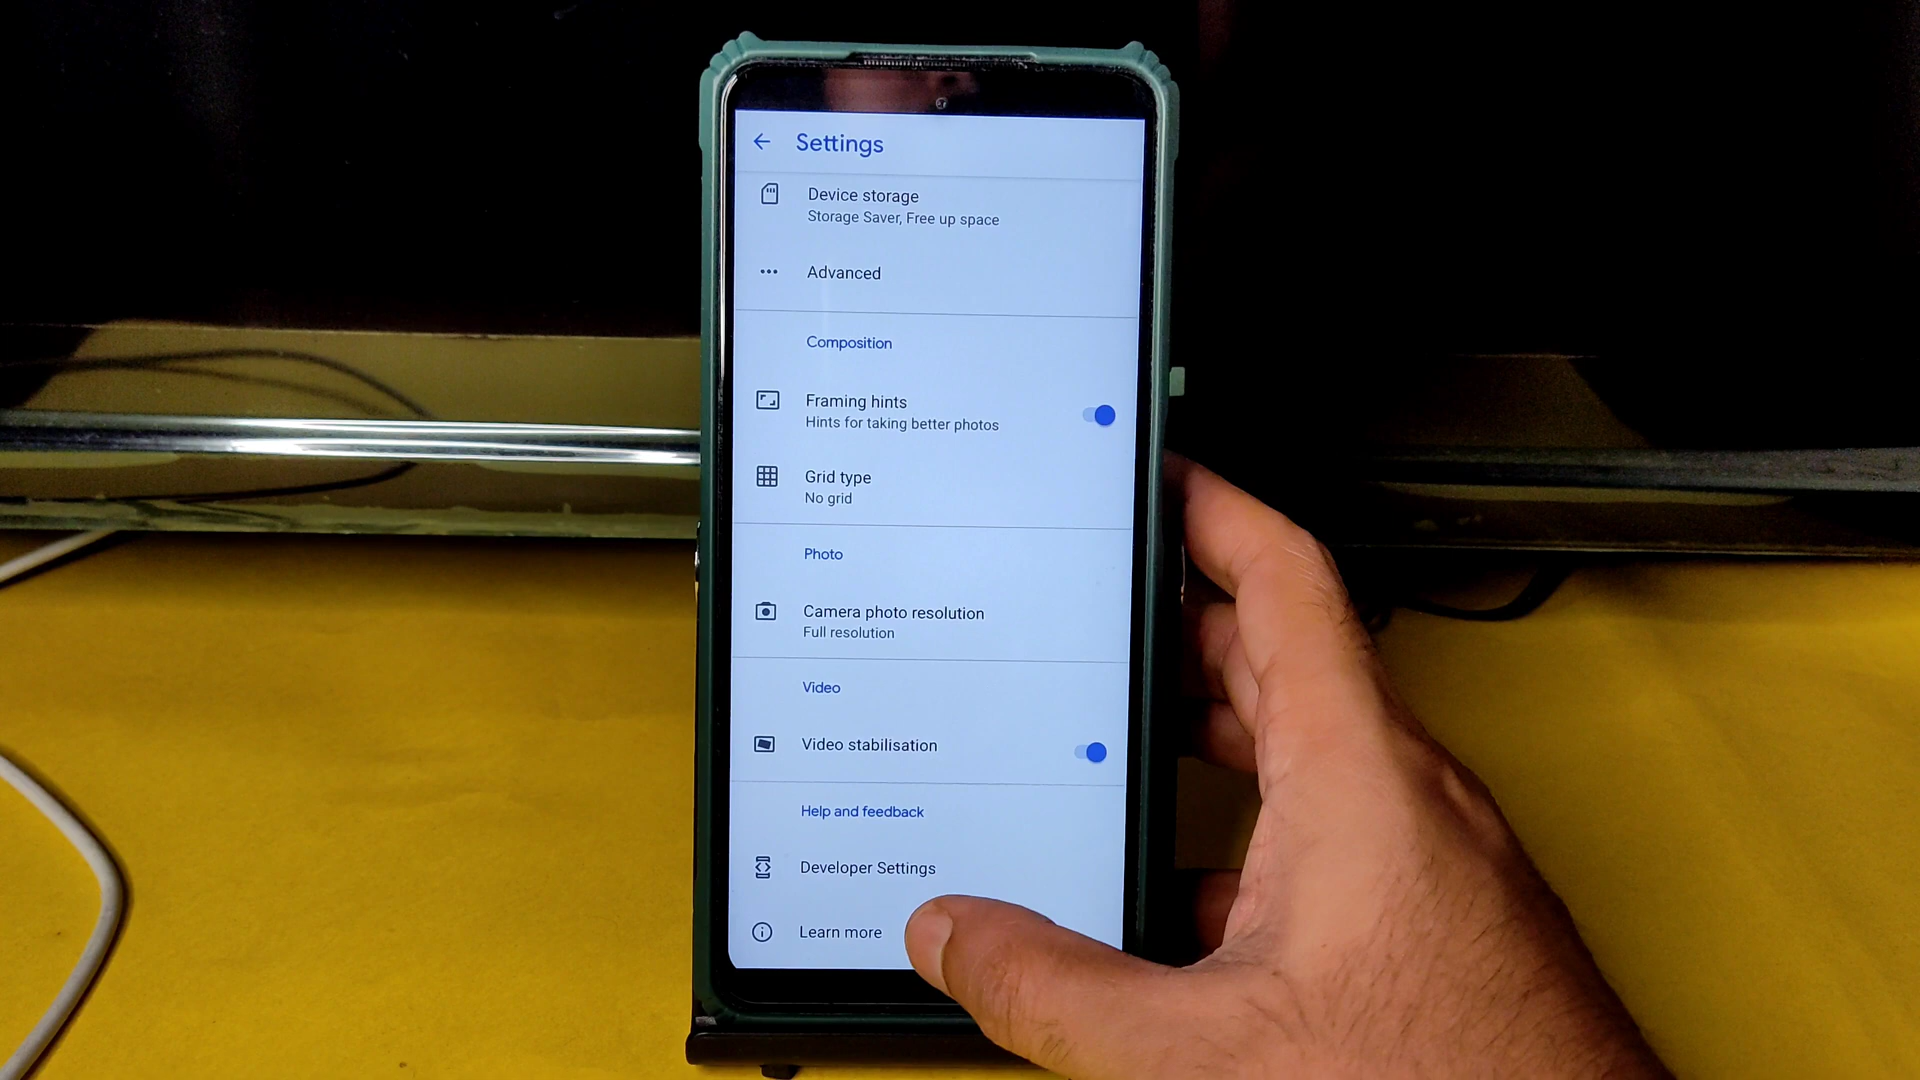 Settings
Device storage
Storage Saver, Free up space
Advanced
Composition
Framing hints
Hints for taking better photos
Grid type
No grid
Photo
Camera photo resolution
Full resolution
Video
Video stabilisation
Help and feedback
Developer Settings
Learn more